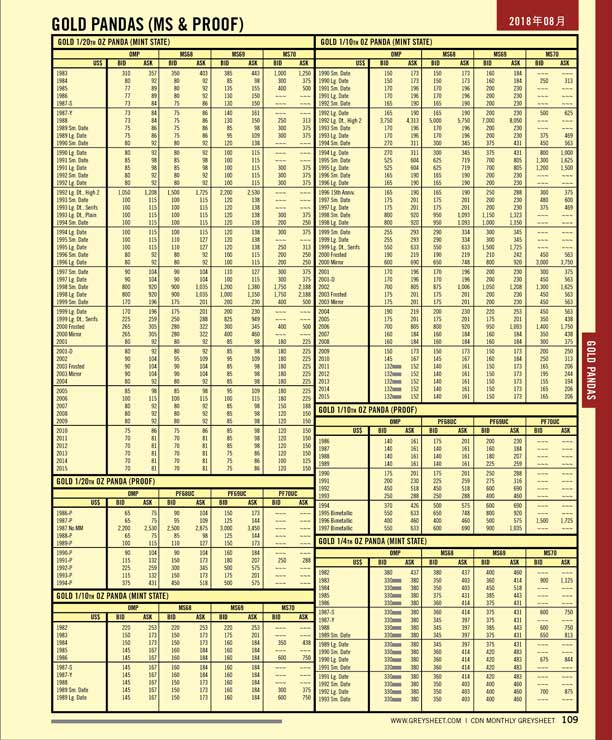 GOLD PANDAS (MS & PROOF)
2018年08月
GOLD 1/20TH OZ PANDA (MINT STATE)
OMP MS68 MS69 MS70
US$ BID ASK BID ASK BID ASK BID ASK
1983 310 357 350 403 385 443 1,000 1,250
1984 80 92 80 92 85 98 300 375
1985 77 89 80 92 135 155 400 500
1986 77 89 80 92 130 150 --- ---
1987-S 73 84 75 86 130 150 --- ---
1987-Y 73 84 75 86 140 161 --- ---
1988 73 84 75 86 130 150 250 313
1989 Sm. Date 75 86 75 86 85 98 300 375
1989 Lg. Date 75 86 75 86 95 109 300 375
1990 Sm. Date 80 92 80 92 120 138 --- ---
1990 Lg. Date 80 92 80 92 100 115 --- ---
1991 Sm. Date 85 98 85 98 100 115 --- ---
1991 Lg. Date 85 98 85 98 100 115 300 375
1992 Sm. Date 80 92 80 92 100 115 300 375
1992 Lg. Date 80 92 80 92 100 115 300 375
1992 Lg. Dt., High 2 1,050 1,208 1,500 1,725 2,200 2,530 --- ---
1993 Sm. Date 100 115 100 115 120 138 --- ---
1993 Lg. Dt., Serifs 100 115 100 115 120 138 --- ---
1993 Lg. Dt., Plain 100 115 100 115 120 138 300 375
1994 Sm. Date 100 115 100 115 120 138 200 250
1994 Lg. Date 100 115 100 115 120 138 300 375
1995 Sm. Date 100 115 110 127 120 138 --- ---
1995 Lg. Date 100 115 110 127 120 138 250 313
1996 Sm. Date 80 92 80 92 100 115 200 250
1996 Lg. Date 80 92 80 92 100 115 200 250
1997 Sm. Date 90 104 90 104 110 127 300 375
1997 Lg. Date 90 104 90 104 100 115 300 375
1998 Sm. Date 800 920 900 1,035 1,200 1,380 1,750 2,188
1998 Lg. Date 800 920 900 1,035 1,000 1,150 1,750 2,188
1999 Sm. Date 170 196 175 201 200 230 400 500
1999 Lg. Date 170 196 175 201 200 230 --- ---
1999 Lg. Dt., Serifs 225 259 250 288 825 949 --- ---
2000 Frosted 265 305 280 322 300 345 400 500
2000 Mirror 265 305 280 322 400 460 --- ---
2001 80 92 80 92 85 98 180 225
2001-D 80 92 80 92 85 98 180 225
2002 90 104 95 109 95 109 180 225
2003 Frosted 90 104 90 104 85 98 180 225
2003 Mirror 90 104 90 104 85 98 180 225
2004 80 92 80 92 85 98 180 225
2005 85 98 85 98 95 109 180 225
2006 100 115 100 115 100 115 180 225
2007 80 92 80 92 85 98 150 188
2008 80 92 80 92 85 98 120 150
2009 80 92 80 92 85 98 120 150
2010 75 86 75 86 85 98 120 150
2011 70 81 70 81 85 98 120 150
2012 70 81 70 81 85 98 120 150
2013 70 81 70 81 75 86 120 150
2014 70 81 70 81 75 86 100 125
2015 70 81 70 81 75 86 120 150
GOLD 1/20TH OZ PANDA (PROOF)
OMP PF68UC PF69UC PF70UC
US$ BID ASK BID ASK BID ASK BID ASK
1986-P 65 75 90 104 150 173 --- ---
1987-P 65 75 95 109 125 144 --- ---
1987 No MM 2,200 2,530 2,500 2,875 3,000 3,450 --- ---
1988-P 65 75 85 98 125 144 --- ---
1989-P 100 115 110 127 150 173 --- ---
1990-P 90 104 90 104 160 184 --- ---
1991-P 115 132 150 173 180 207 250 288
1992-P 225 259 300 345 500 575 --- ---
1993-P 115 132 150 173 175 201 --- ---
1994-P 375 431 450 518 500 575 --- ---
GOLD 1/10TH OZ PANDA (MINT STATE)
OMP MS68 MS69 MS70
US$ BID ASK BID ASK BID ASK BID ASK
1982 220 253 220 253 220 253 --- ---
1983 150 173 150 173 175 201 --- ---
1984 150 173 150 173 160 184 350 438
1985 145 167 160 184 160 184 --- ---
1986 145 167 160 184 160 184 600 750
1987-S 145 167 160 184 160 184 --- ---
1987-Y 145 167 160 184 160 184 --- ---
1988 145 167 150 173 160 184 --- ---
1989 Sm. Date 145 167 150 173 160 184 300 375
1989 Lg. Date 145 167 150 173 160 184 600 750
GOLD 1/10TH OZ PANDA (MINT STATE)
OMP MS68 MS69 MS70
US$ BID ASK BID ASK BID ASK BID ASK
1990 Sm. Date 150 173 150 173 160 184 --- ---
1990 Lg. Date 150 173 150 173 160 184 250 313
1991 Sm. Date 170 196 170 196 200 230 --- ---
1991 Lg. Date 170 196 170 196 200 230 --- ---
1992 Sm. Date 165 190 165 190 200 230 --- ---
1992 Lg. Date 165 190 165 190 200 230 500 625
1992 Lg. Dt., High 2 3,750 4,313 5,000 5,750 7,000 8,050 --- ---
1993 Sm. Date 170 196 170 196 200 230 --- ---
1993 Lg. Date 170 196 170 196 200 230 375 469
1994 Sm. Date 270 311 300 345 375 431 450 563
1994 Lg. Date 270 311 300 345 375 431 800 1,000
1995 Sm. Date 525 604 625 719 700 805 1,300 1,625
1995 Lg. Date 525 604 625 719 700 805 1,200 1,500
1996 Sm. Date 165 190 165 190 200 230 --- ---
1996 Lg. Date 165 190 165 190 200 230 --- ---
1996 15th Anniv. 165 190 165 190 250 288 300 375
1997 Sm. Date 175 201 175 201 200 230 480 600
1997 Lg. Date 175 201 175 201 200 230 375 469
1998 Sm. Date 800 920 950 1,093 1,150 1,323 --- ---
1998 Lg. Date 800 920 950 1,093 1,000 1,150 --- ---
1999 Sm. Date 255 293 290 334 300 345 --- ---
1999 Lg. Date 255 293 290 334 300 345 --- ---
1999 Lg. Dt., Serifs 550 633 550 633 1,500 1,725 --- ---
2000 Frosted 190 219 190 219 210 242 450 563
2000 Mirror 600 690 650 748 800 920 3,000 3,750
2001 170 196 170 196 200 230 300 375
2001-D 170 196 170 196 200 230 450 563
2002 700 805 875 1,006 1,050 1,208 1,300 1,625
2003 Frosted 175 201 175 201 200 230 450 563
2003 Mirror 175 201 175 201 200 230 450 563
2004 190 219 200 230 220 253 450 563
2005 175 201 175 201 175 201 350 438
2006 700 805 800 920 950 1,093 1,400 1,750
2007 160 184 160 184 160 184 350 438
2008 160 184 160 184 160 184 300 375
2009 150 173 150 173 150 173 200 250
2010 145 167 145 167 160 184 250 313
2011 132 152 140 161 150 173 165 206
2012 132 152 140 161 150 173 195 244
2013 132 152 140 161 150 173 155 194
2014 132 152 140 161 150 173 165 206
2015 132 152 140 161 150 173 165 206
GOLD 1/10TH OZ PANDA (PROOF)
OMP PF68UC PF69UC PF70UC
US$ BID ASK BID ASK BID ASK BID ASK
1986 140 161 175 201 200 230 --- ---
1987 140 161 140 161 160 184 --- ---
1988 140 161 140 161 180 207 --- ---
1989 140 161 140 161 225 259 --- ---
1990 175 201 175 201 250 288 --- ---
1991 200 230 225 259 275 316 --- ---
1992 450 518 450 518 600 690 --- ---
1993 250 288 250 288 400 460 --- ---
1994 370 426 500 575 600 690 --- ---
1995 Bimetallic 550 633 650 748 800 920 --- ---
1996 Bimetallic 400 460 400 460 500 575 1,500 1,725
1997 Bimetallic 550 633 600 690 900 1,035 --- ---
GOLD 1/4TH OZ PANDA (MINT STATE)
OMP MS68 MS69 MS70
US$ BID ASK BID ASK BID ASK BID ASK
1982 380 437 380 437 400 460 --- ---
1983 330 380 350 403 360 414 900 1,125
1984 330 380 350 403 450 518 --- ---
1985 330 380 375 431 385 443 --- ---
1986 330 380 360 414 375 431 --- ---
1987-S 330 380 360 414 375 431 600 750
1987-Y 330 380 345 397 375 431 --- ---
1988 330 380 345 397 385 443 600 750
1989 Sm. Date 330 380 345 397 375 431 650 813
1989 Lg. Date 330 380 345 397 375 431 --- ---
1990 Sm. Date 330 380 360 414 420 483 --- ---
1990 Lg. Date 330 380 360 414 420 483 675 844
1991 Sm. Date 330 380 360 414 420 483 --- ---
1991 Lg. Date 330 380 360 414 420 483 --- ---
1992 Sm. Date 330 380 350 403 400 460 --- ---
1992 Lg. Date 330 380 350 403 400 460 700 875
1993 Sm. Date 330 380 350 403 400 460 --- ---
GOLD PANDAS
WWW.GREYSHEET.COM | CDN MONTHLY GREYSHEET 109